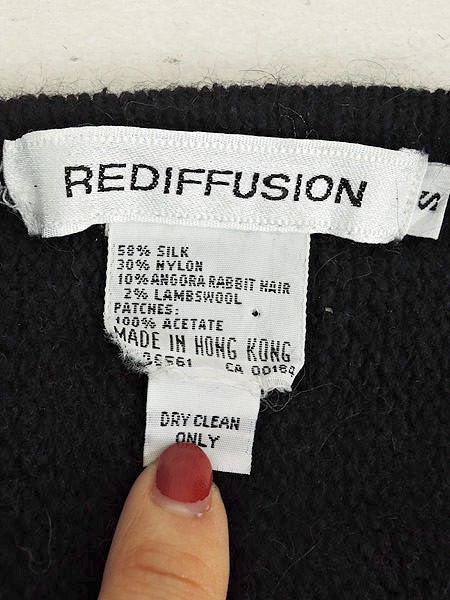 REDIFFUSION
S
58% SILK
30% NYLON
10% ANGORA RABBIT HAIR
2% LAMBSWOOL
PATCHES:
100% ACETATE
MADE IN HONG KONG
CA 00184
DRY CLEAN
ONLY